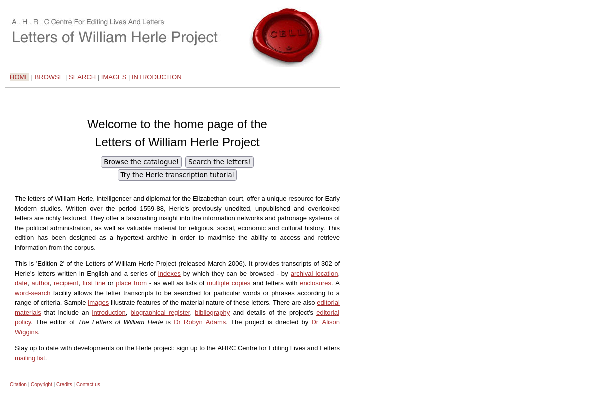 A . H . R . C Centre For Editing Lives And Letters
Letters of William Herle Project
CELL
HOME | BROWSE | SEARCH | IMAGES | INTRODUCTION
Welcome to the home page of the
Letters of William Herle Project
Browse the catalogue! Search the letters!
Try the Herle transcription tutorial
The letters of William Herle, intelligencer and diplomat for the Elizabethan court, offer a unique resource for Early
Modern studies. Written over the period 1559-88, Herle's previously unedited, unpublished and overlooked
letters are richly textured. They offer a fascinating insight into the information networks and patronage systems of
the political administration, as well as valuable material for religious, social, economic and cultural history. This
edition has been designed as a hypertext archive in order to maximise the ability to access and retrieve
information from the corpus.
This is 'Edition 2' of the Letters of William Herle Project (released March 2006). It provides transcripts of 302 of
Herle's letters written in English and a series of indexes by which they can be browsed - by archival location,
date, author, recipient, first line or place from - as well as lists of multiple copies and letters with enclosures. A
word-search facility allows the letter transcripts to be searched for particular words or phrases according to a
range of criteria. Sample images illustrate features of the material nature of these letters. There are also editorial
materials that include an introduction, biographical register, bibliography and details of the project's editorial
policy. The editor of The Letters of William Herle is Dr Robyn Adams. The project is directed by Dr Alison
Wiggins.
Stay up to date with developments on the Herle project: sign up to the AHRC Centre for Editing Lives and Letters
mailing list.
Citation | Copyright | Credits | Contact us